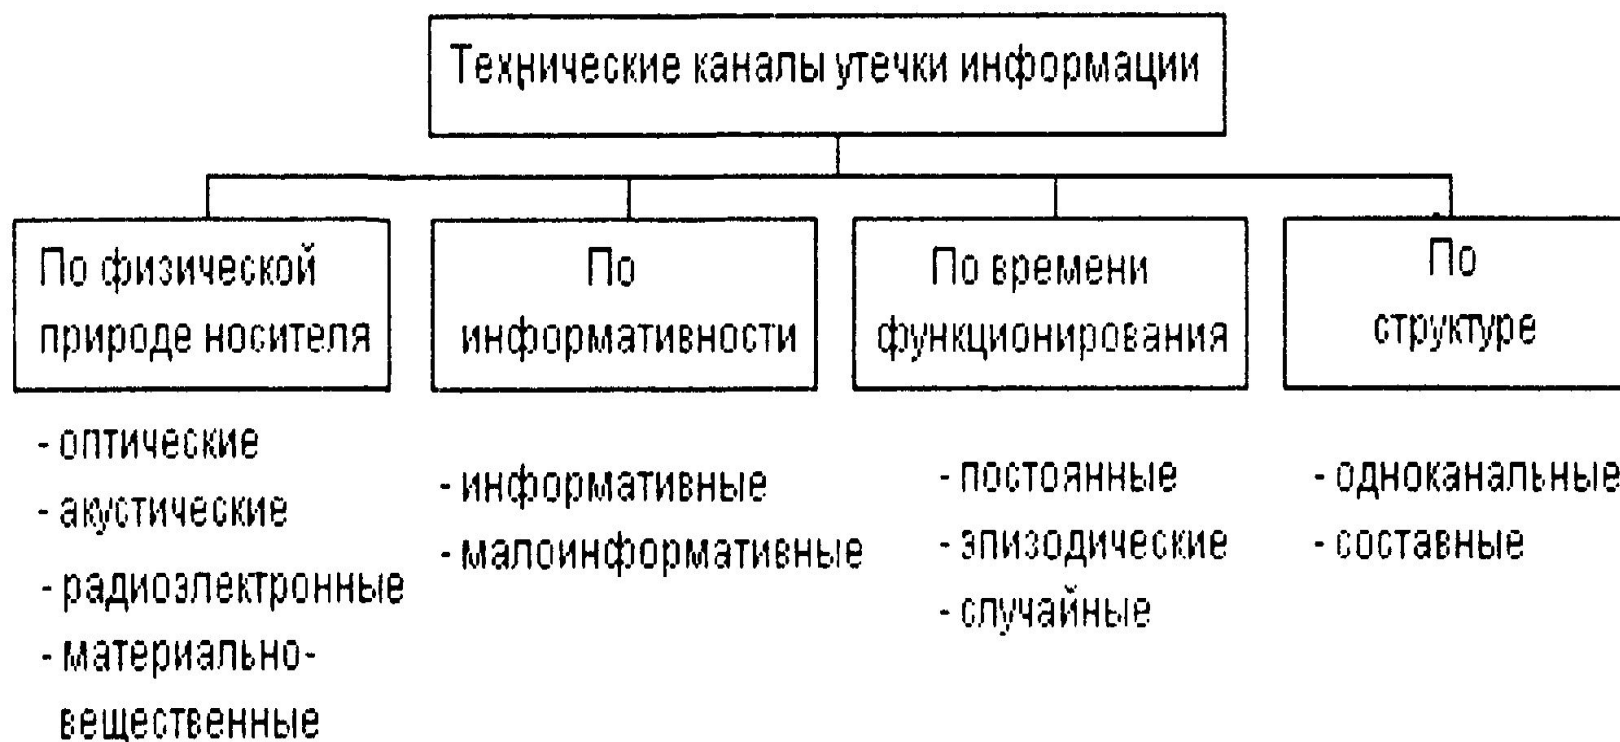 Технические каналы утечки информации
По физической
природе носителя
По
информативности
По времени
функционирования
По
структуре
- оптические
- акустические
- радиоэлектронные
- материально-
вещественные
- информативные
- малоинформативные
- постоянные
- эпизодические
- случайные
- одноканальные
- составные